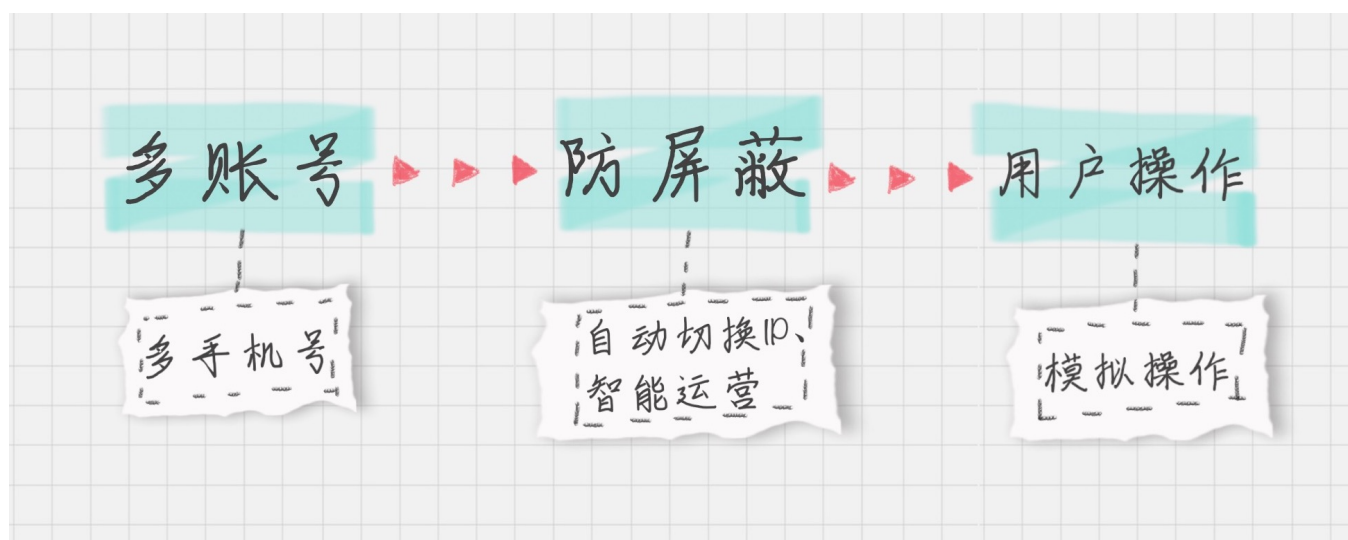 多账号
防屏蔽
用户操作
多手机号
自动切换IP、
智能运营
模拟操作